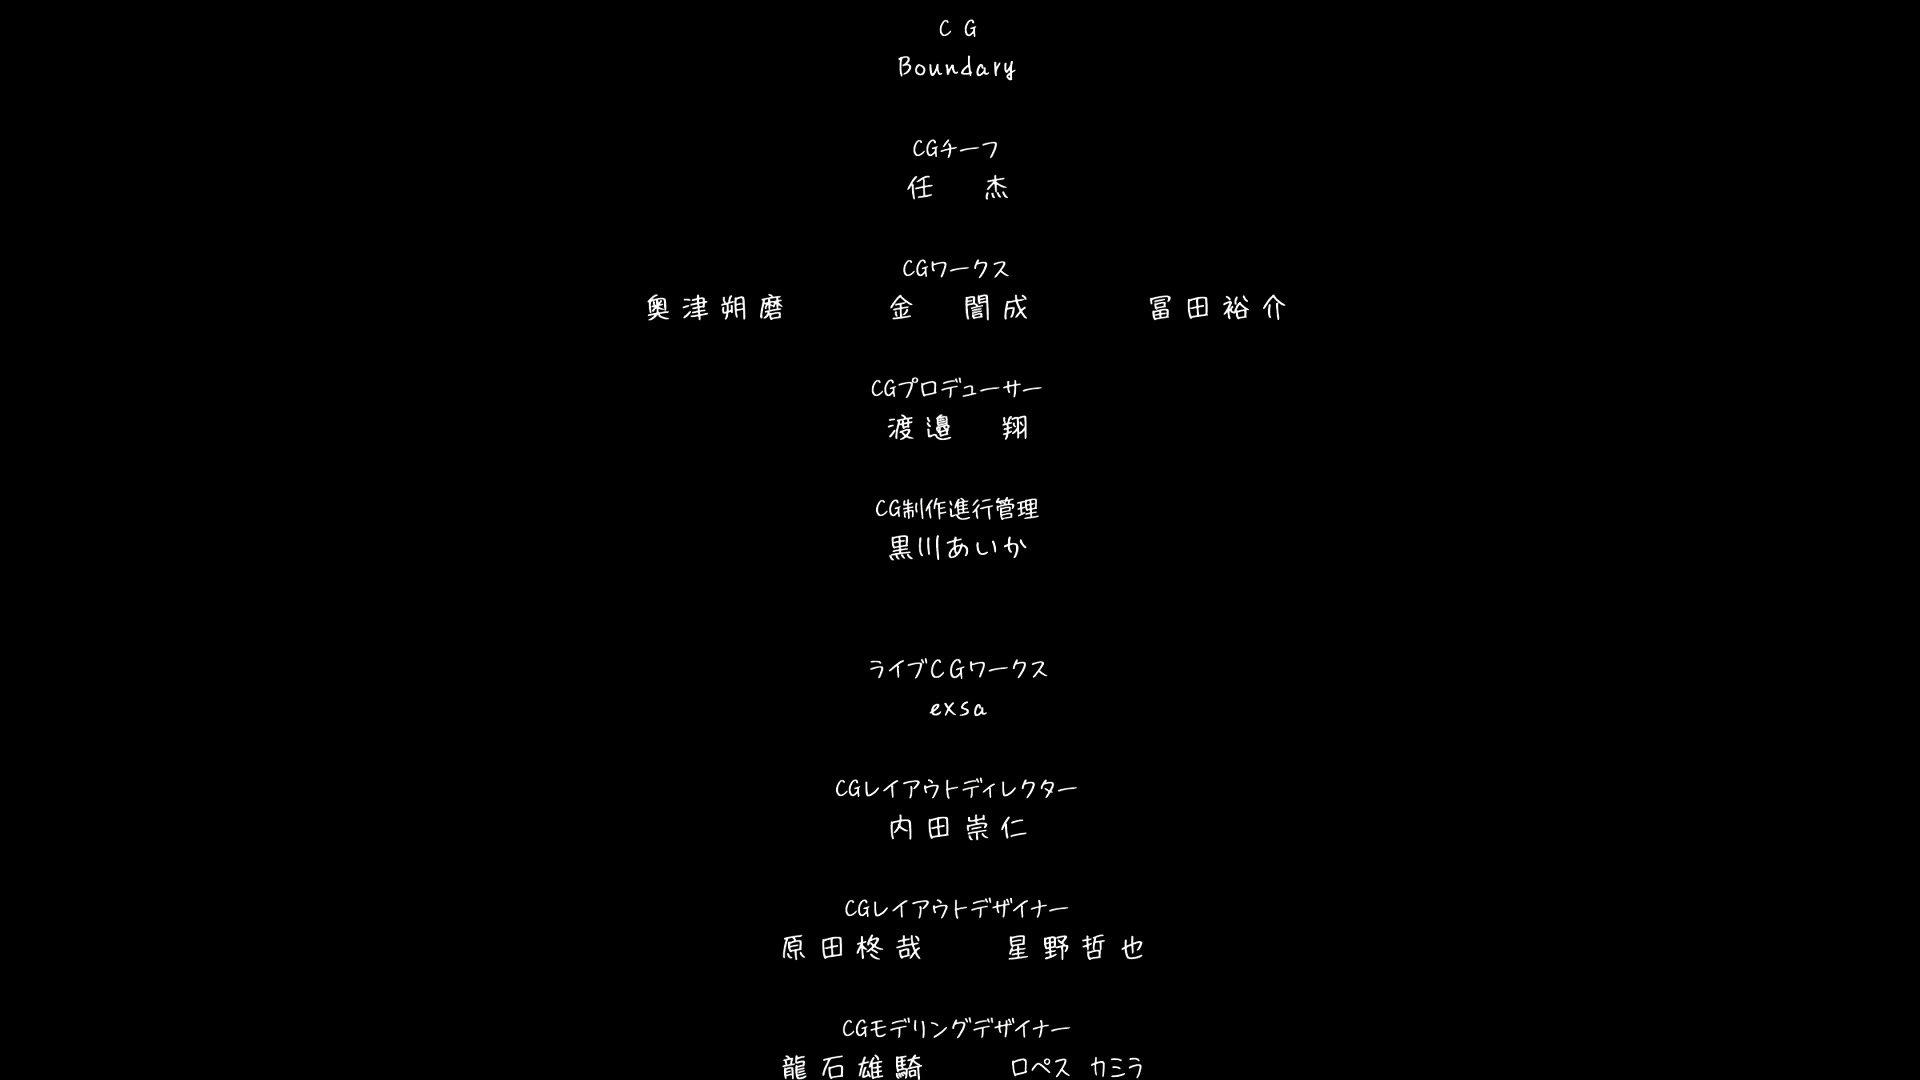 CG
Boundary
CGチーフ
任 杰
CGワークス
奥津朔磨 金 誾成 冨田裕介
CGプロデューサー
渡邉 翔
CG制作進行管理
黒川あいか
ライブCGワークス
exsa
CGレイアウトディレクター
内田崇仁
CGレイアウトデザイナー
原田柊哉 星野哲也
CGモデリングデザイナー
龍石雄騎 ロペス カミラ